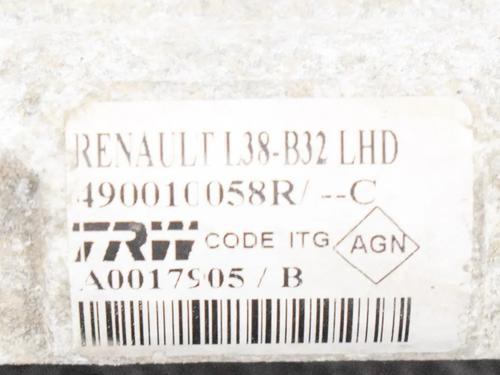 RENAULT L38-B32 LHD
490010058R/--C
TRW CODE ITG AGN
A0017905/B